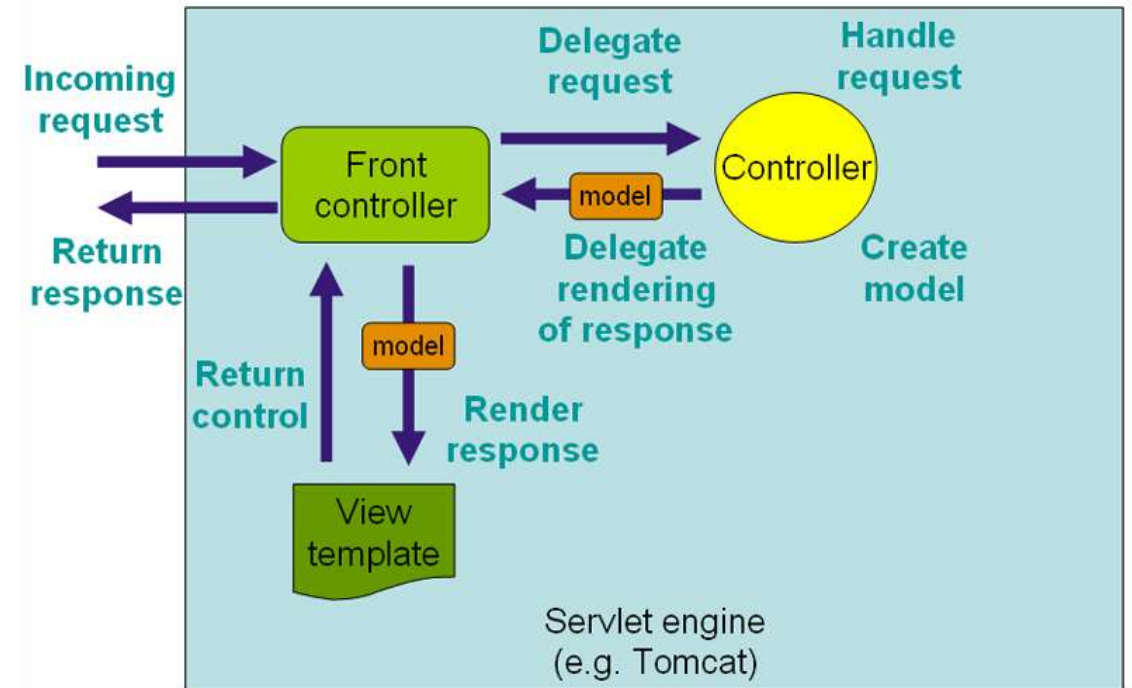 Incoming
request
Return
response
Front
controller
Delegate
request
model
Delegate
rendering
of response
Handle
request
Controller
Create
model
Return
control
model
Render
response
View
template
Servlet engine
(e.g. Tomcat)